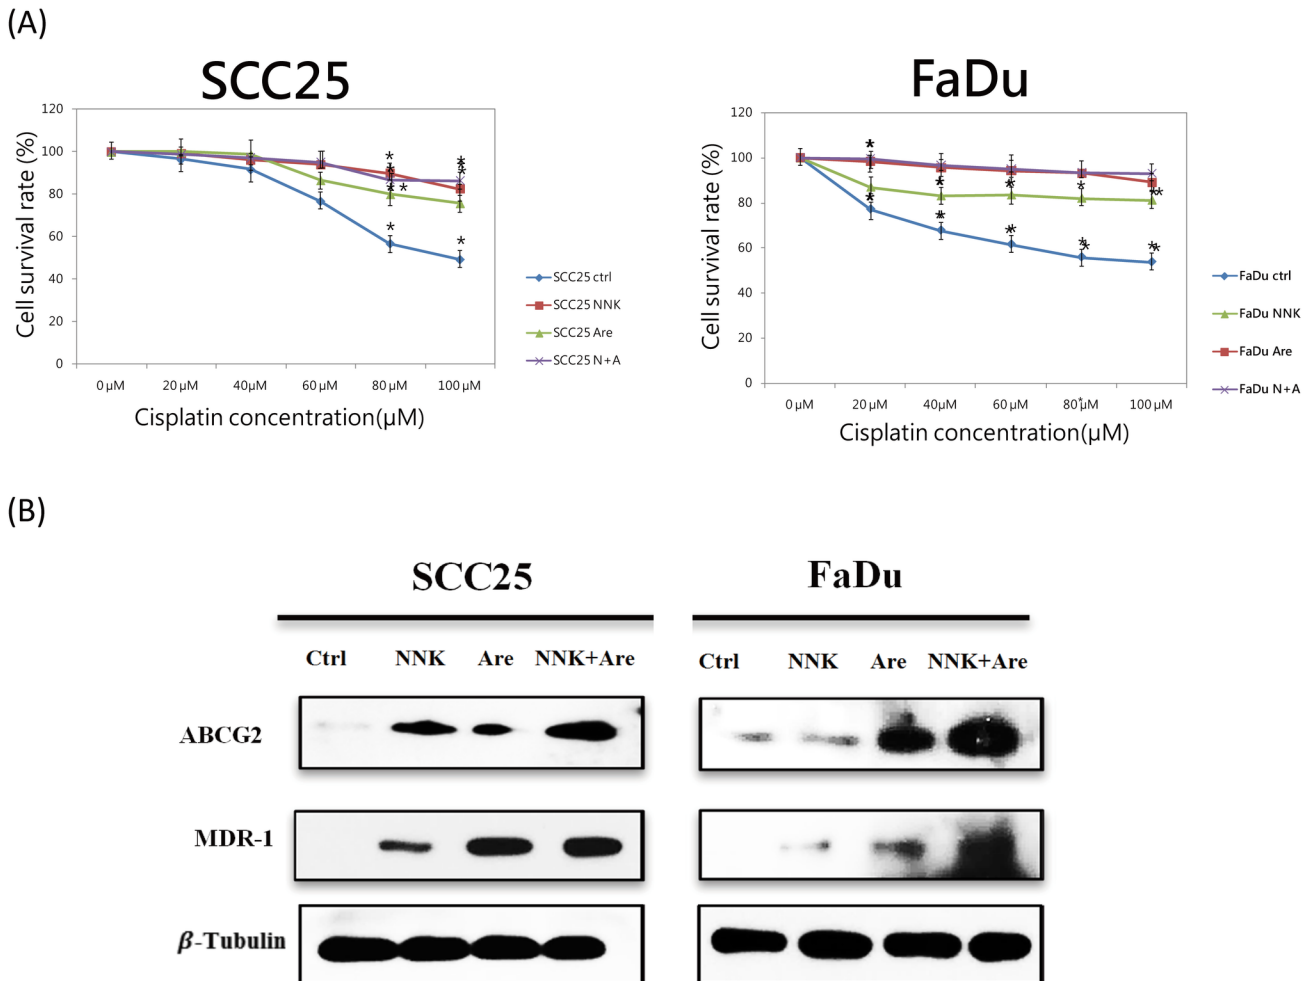 (A)
SCC25
Cell survival rate (%)
120
100
80
60
40
20
0
0 μM 20 μM 40μM 60 μM 80 μM 100 μM
Cisplatin concentration(μM)
SCC25 ctrl
SCC25 NNK
SCC25 Are
SCC25 N+A
FaDu
Cell survival rate (%)
120
100
80
60
40
20
0
0 μM 20 μM 40μM 60 μM 80μM 100 μM
Cisplatin concentration(μM)
FaDu ctrl
FaDu NNK
FaDu Are
FaDu N+A
(B)
SCC25 FaDu
Ctrl NNK Are NNK+Are Ctrl NNK Are NNK+Are
ABCG2
MDR-1
β-Tubulin